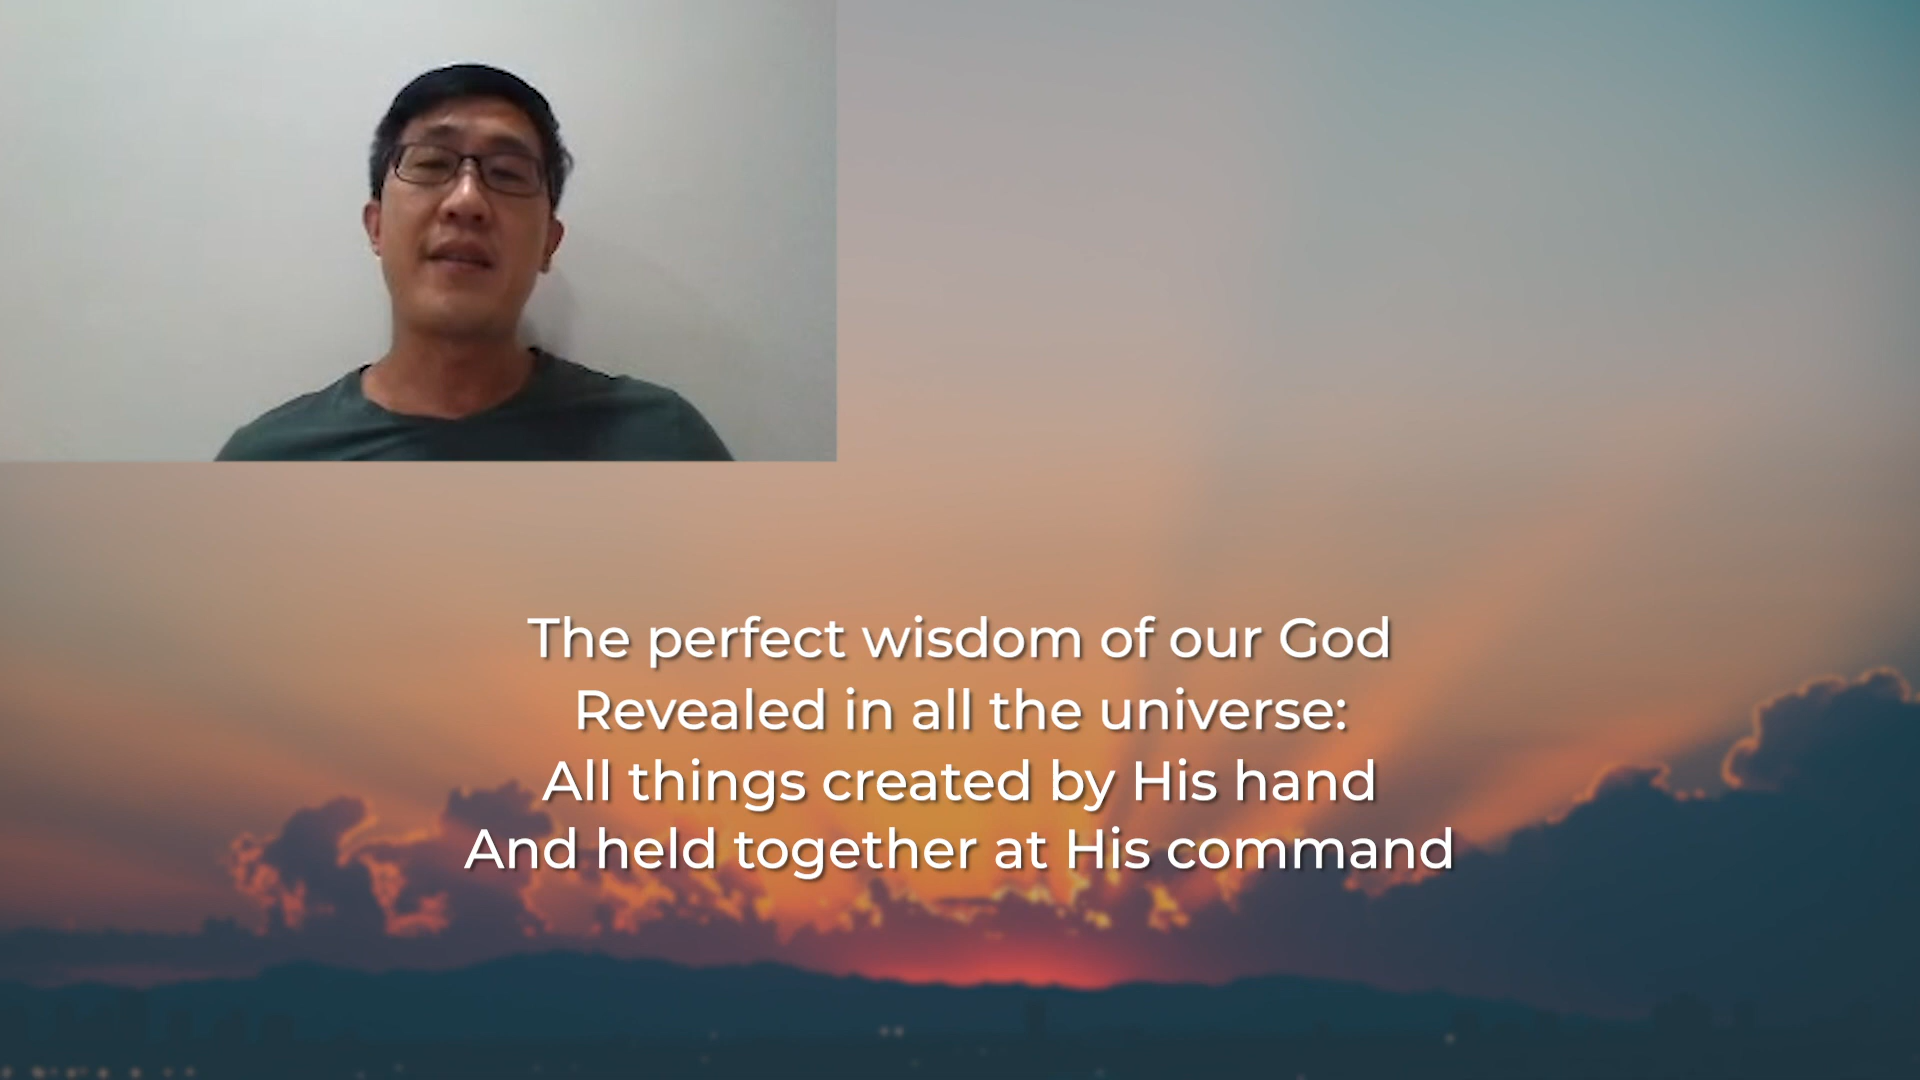 The perfect wisdom of our God
Revealed in all the universe:
All things created by His hand
And held together at His command